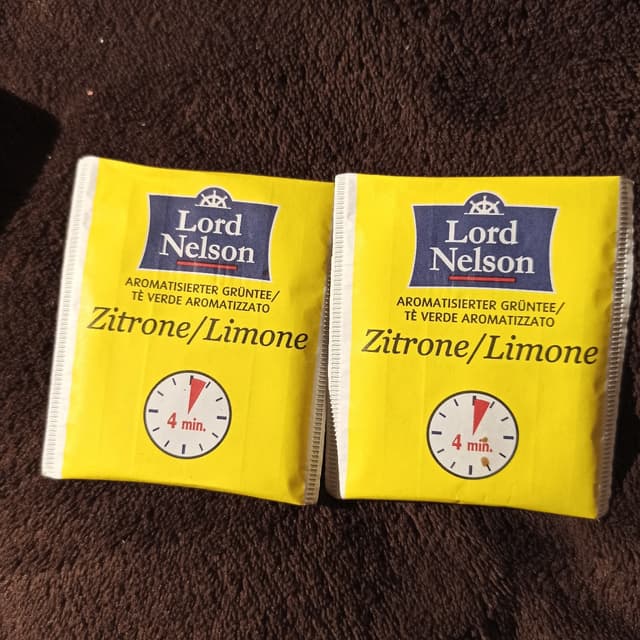 Lord
Nelson
AROMATISIERTER GRÜNTEE/
TÈ VERDE AROMATIZZATO
Zitrone/Limone
4 min.
Lord
Nelson
AROMATISIERTER GRÜNTEE/
TÈ VERDE AROMATIZZATO
Zitrone/Limone
4 min.